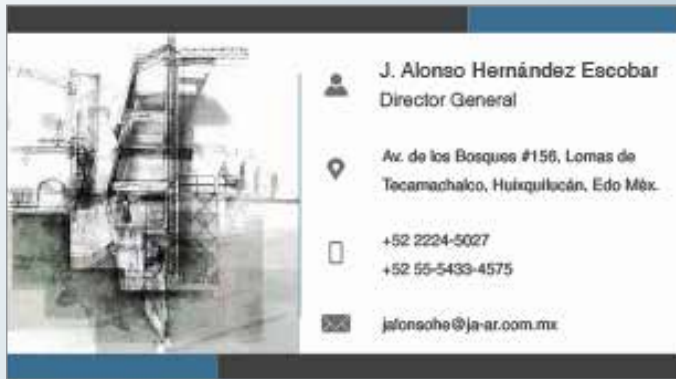 J. Alonso Hernández Escobar
Director General
Av. de los Bosques #156, Lomas de
Tecamachalco, Huixquilucán, Edo Méx.
+52 2224-5027
+52 55-5433-4575
jalonsohe@ja-ar.com.mx